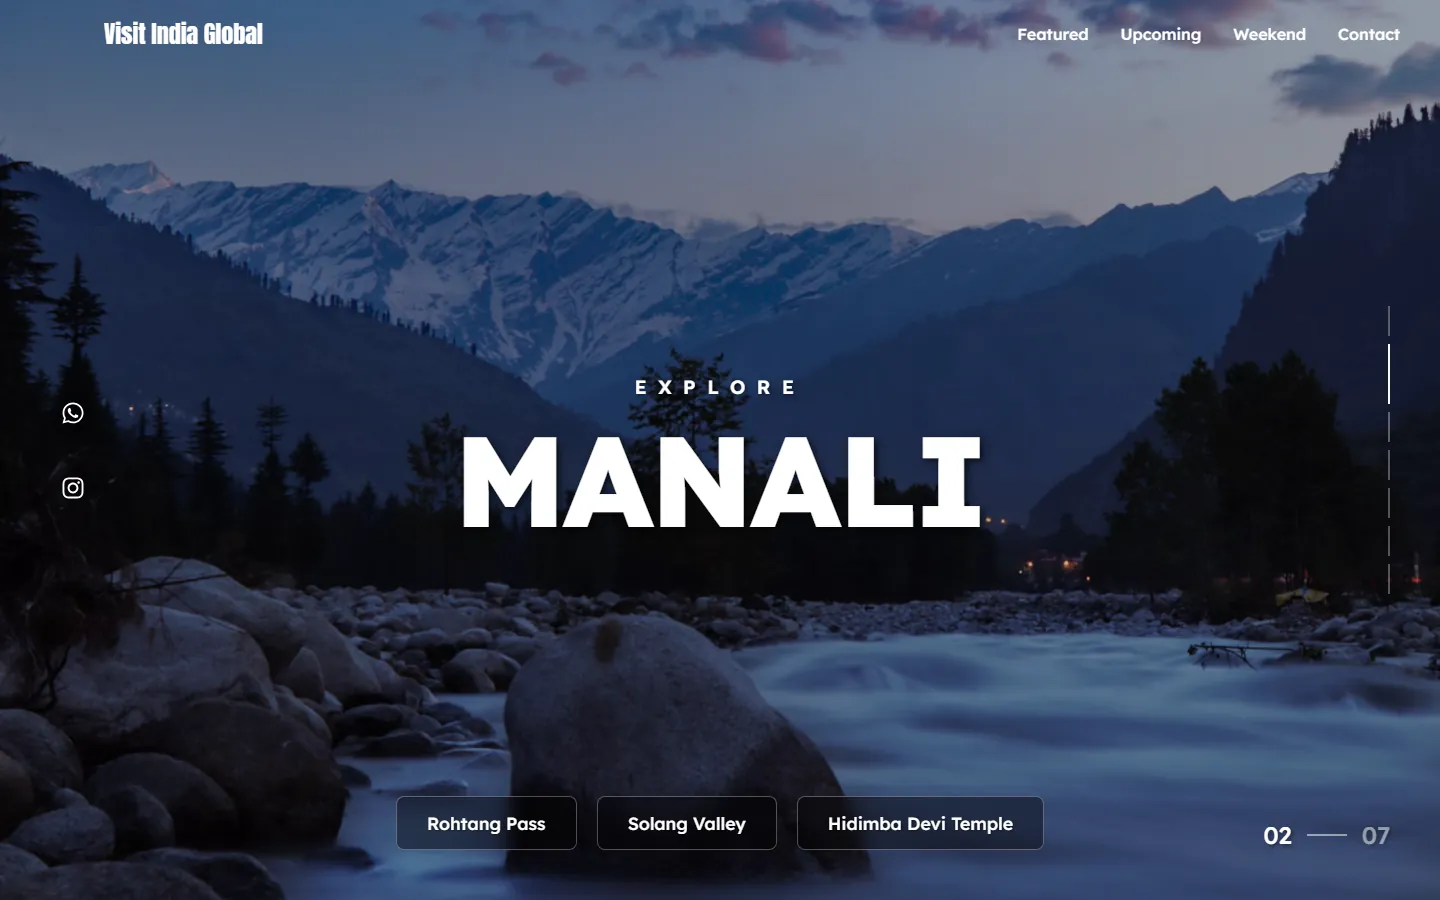 Visit India Global
Featured
Upcoming
Weekend
Contact
EXPLORE
MANALI
Rohtang Pass
Solang Valley
Hidimba Devi Temple
02
07